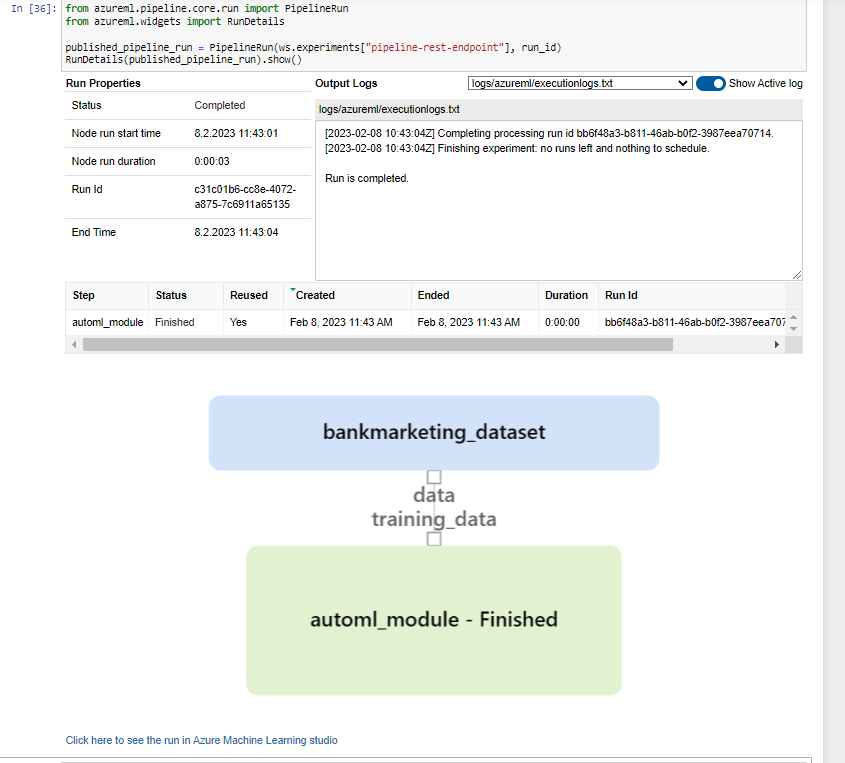 In [36]:
from azureml.pipeline.core.run import PipelineRun
from azureml.widgets import RunDetails
published_pipeline_run = PipelineRun(ws.experiments["pipeline-rest-endpoint"], run_id)
RunDetails(published_pipeline_run).show()
Run Properties
Status Completed
Node run start time 8.2.2023 11:43:01
Node run duration 0:00:03
Run Id c31c01b6-cc8e-4072-
a875-7c6911a65135
End Time 8.2.2023 11:43:04
Output Logs
logs/azureml/executionlogs.txt
Show Active log
logs/azureml/executionlogs.txt
[2023-02-08 10:43:04Z] Completing processing run id bb6f48a3-b811-46ab-b0f2-3987eea70714.
[2023-02-08 10:43:04Z] Finishing experiment: no runs left and nothing to schedule.
Run is completed.
Step Status Reused Created Ended Duration Run Id
automl_module Finished Yes Feb 8, 2023 11:43 AM Feb 8, 2023 11:43 AM 0:00:00 bb6f48a3-b811-46ab-b0f2-3987eea707
bankmarketing_dataset
data
training_data
automl_module - Finished
Click here to see the run in Azure Machine Learning studio